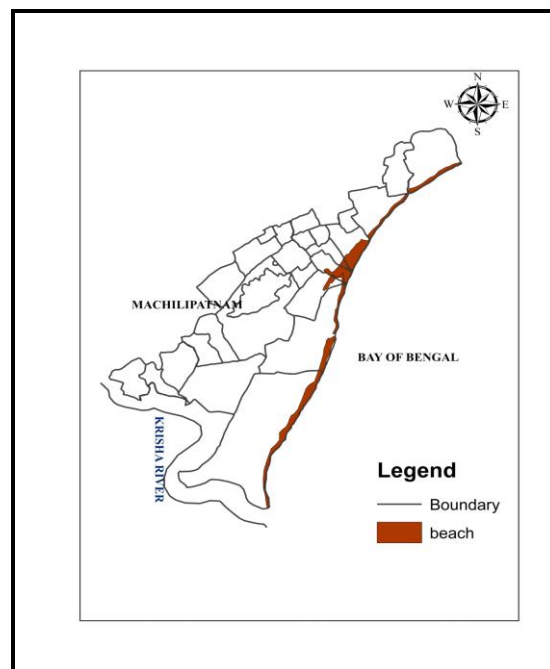 N
W E
S
MACHILIPATNAM
BAY OF BENGAL
KRISHA RIVER
Legend
Boundary
beach